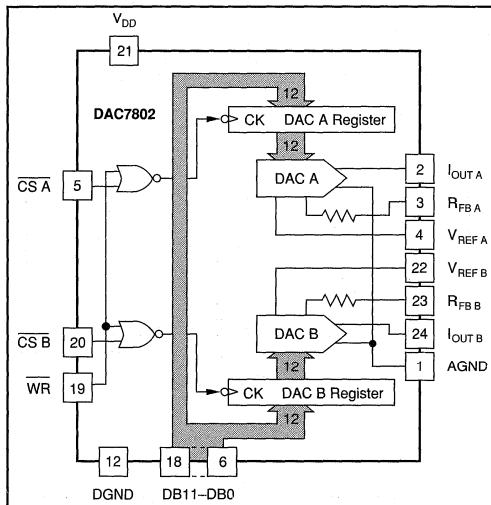 V_DD
21
DAC7802
12
CK DAC A Register
12
CS A
5
DAC A
2
I_OUT A
3
R_FB A
4
V_REF A
22
V_REF B
23
R_FB B
CS B
20
DAC B
24
I_OUT B
WR
19
12
1
AGND
CK DAC B Register
12
12
18
6
DGND
DB11–DB0